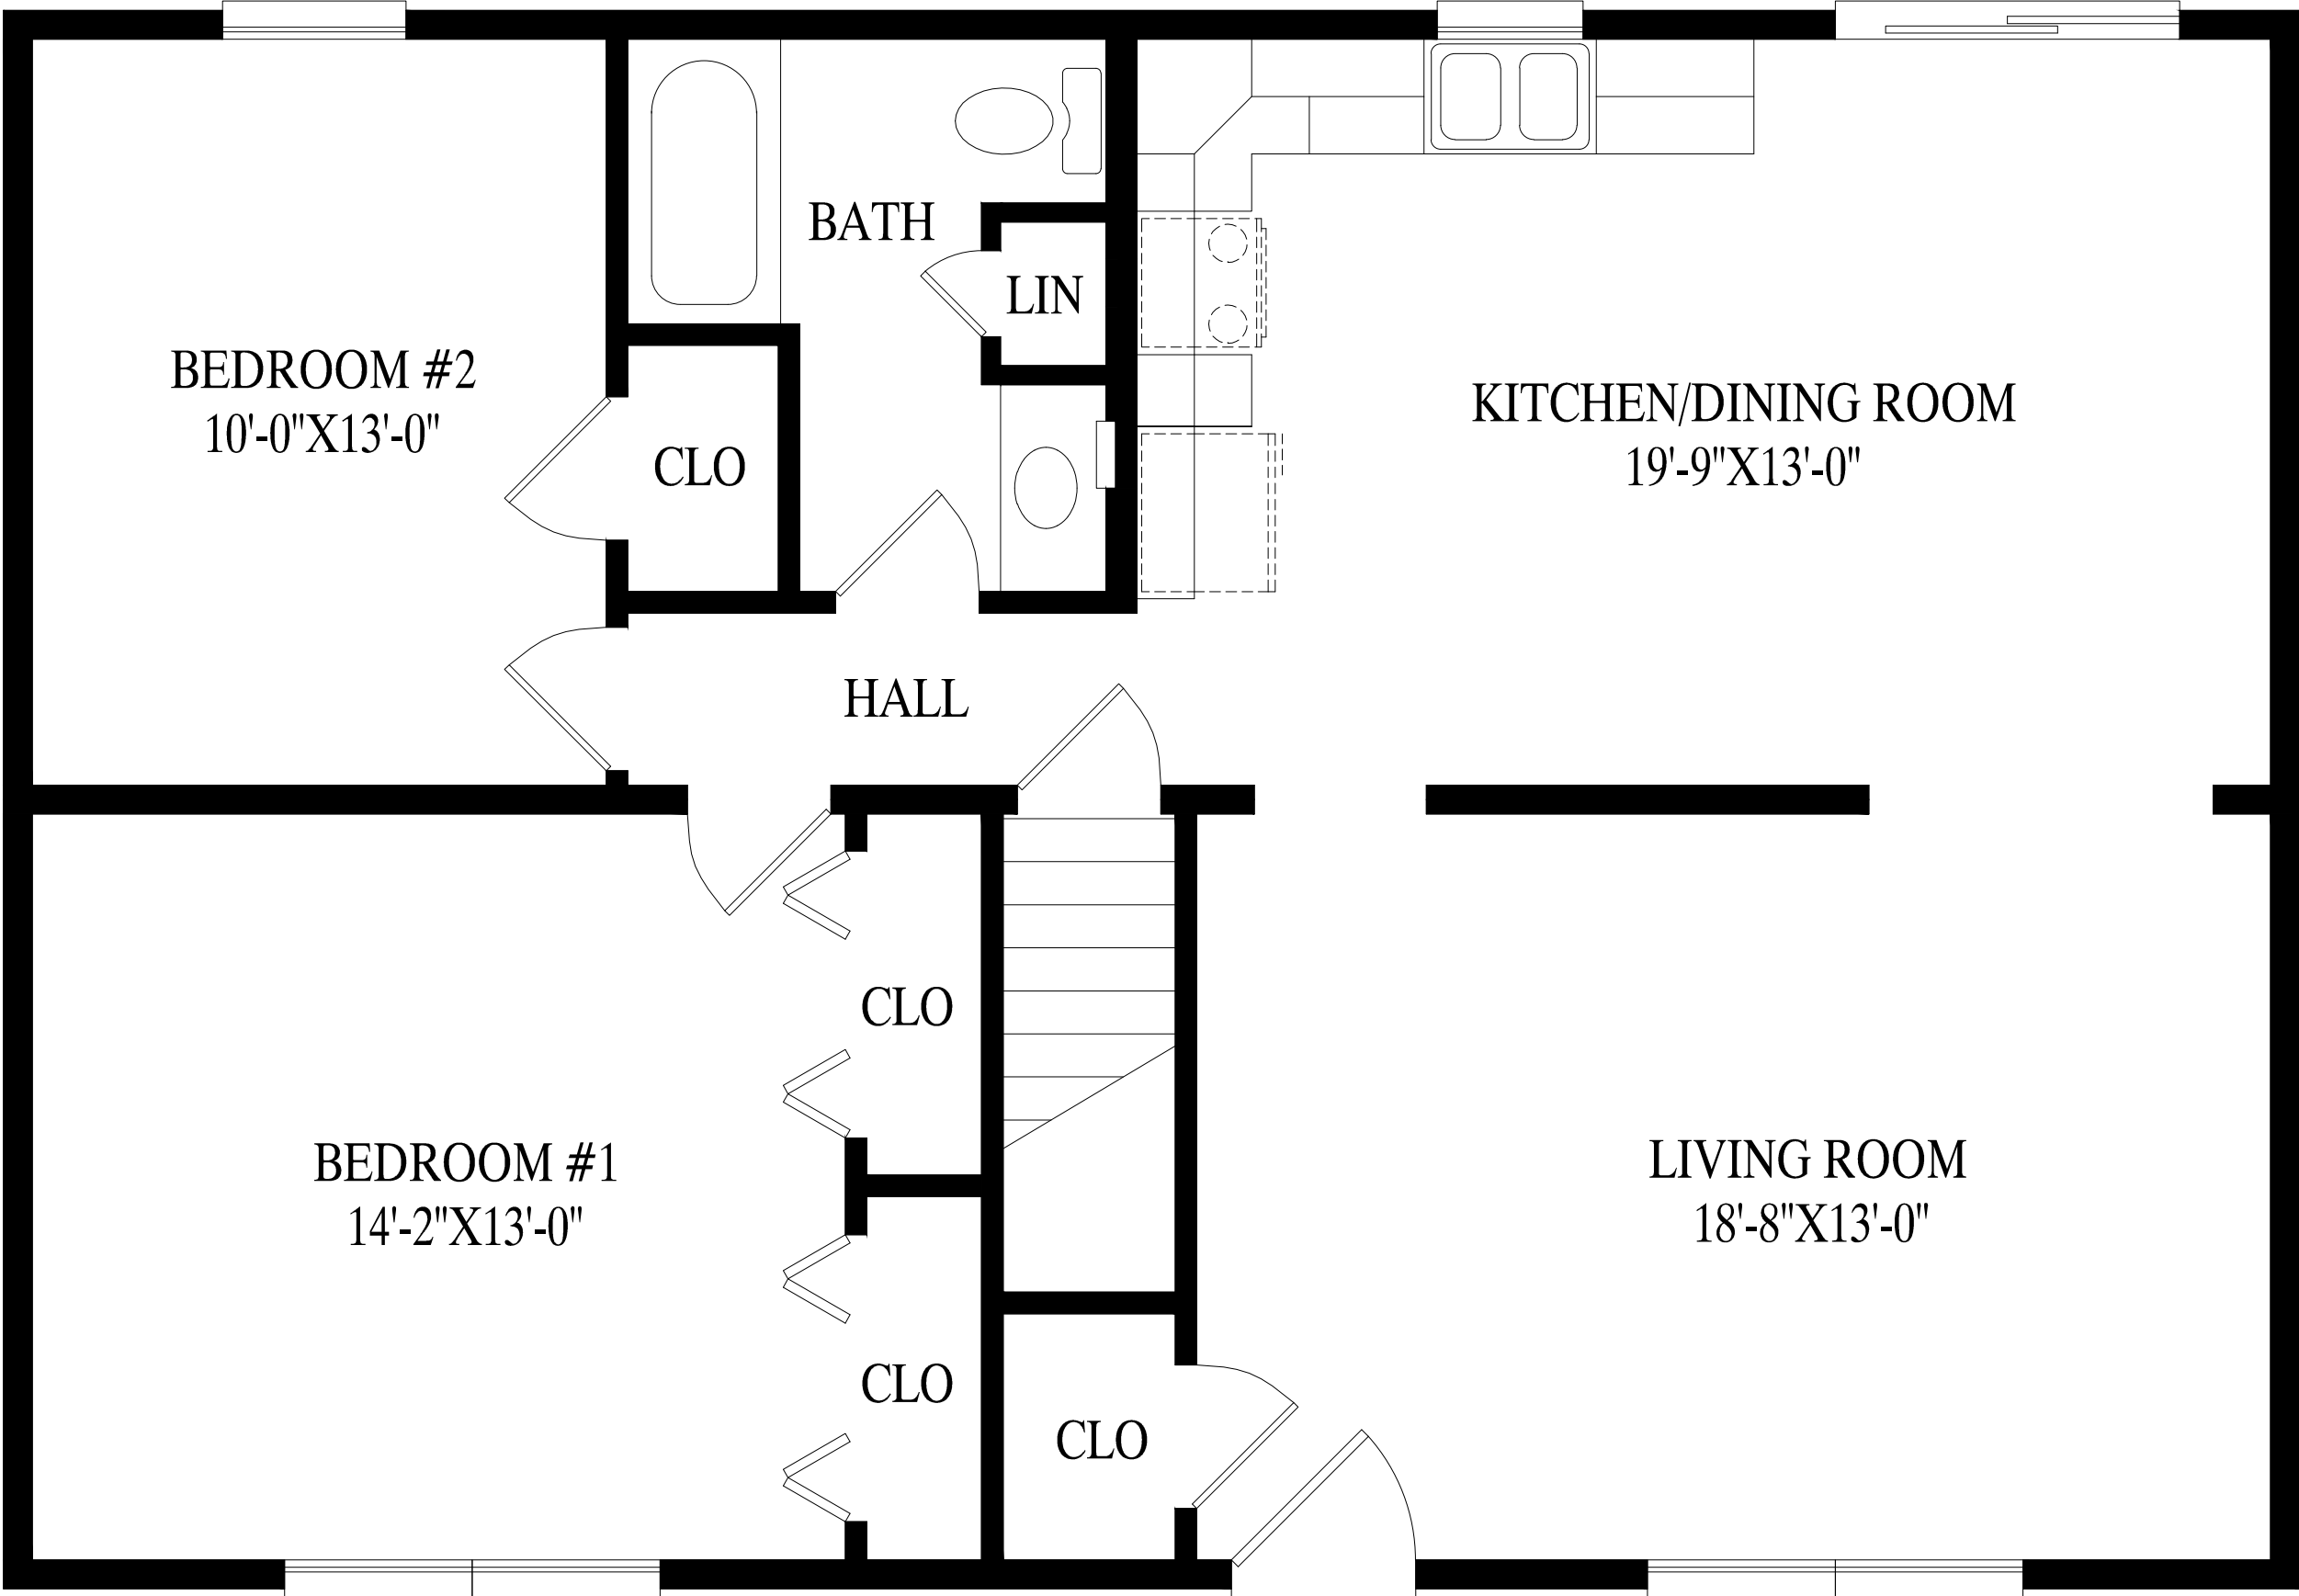 BATH
LIN
BEDROOM #2
10'-0"X13'-0"
CLO
KITCHEN/DINING ROOM
19'-9"X13'-0"
HALL
CLO
BEDROOM #1
14'-2"X13'-0"
LIVING ROOM
18'-8"X13'-0"
CLO
CLO